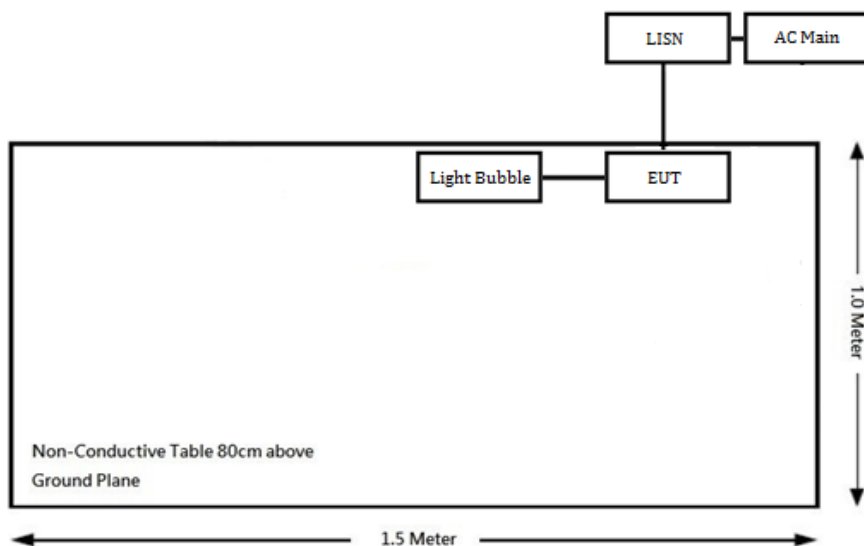 LISN
AC Main
Light Bubble
EUT
1.0 Meter
Non-Conductive Table 80cm above
Ground Plane
1.5 Meter